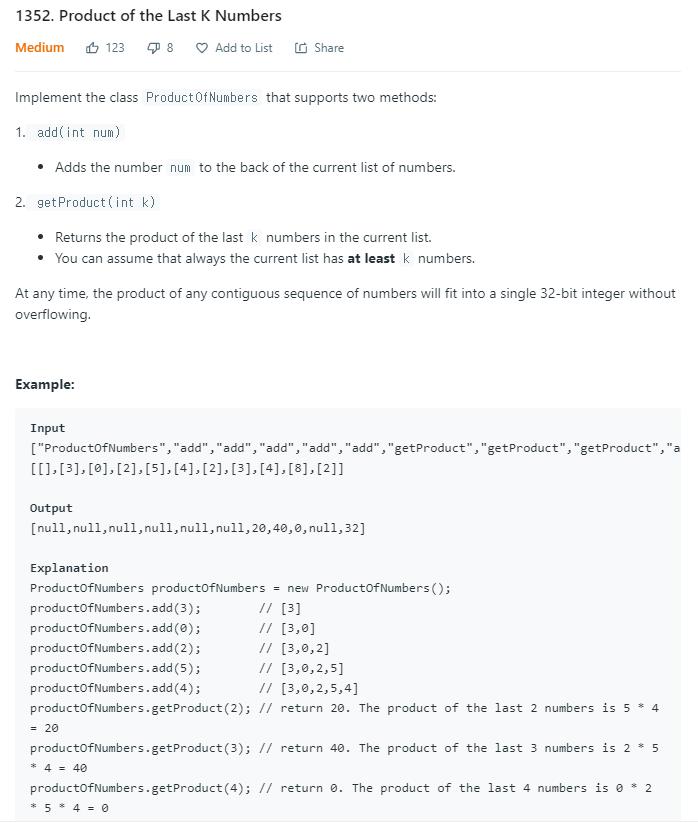 1352. Product of the Last K Numbers
Medium 123 8 Add to List Share
Implement the class ProductOfNumbers that supports two methods:
1. add(int num)
• Adds the number num to the back of the current list of numbers.
2. getProduct(int k)
• Returns the product of the last k numbers in the current list.
• You can assume that always the current list has at least k numbers.
At any time, the product of any contiguous sequence of numbers will fit into a single 32-bit integer without
overflowing.
Example:
Input
["ProductOfNumbers","add","add","add","add","add","getProduct","getProduct","getProduct","a
[[],[3],[0],[2],[5],[4],[2],[3],[4],[8],[2]]
Output
[null,null,null,null,null,null,20,40,0,null,32]
Explanation
ProductOfNumbers productOfNumbers = new ProductOfNumbers();
productOfNumbers.add(3); // [3]
productOfNumbers.add(0); // [3,0]
productOfNumbers.add(2); // [3,0,2]
productOfNumbers.add(5); // [3,0,2,5]
productOfNumbers.add(4); // [3,0,2,5,4]
productOfNumbers.getProduct(2); // return 20. The product of the last 2 numbers is 5 * 4
= 20
productOfNumbers.getProduct(3); // return 40. The product of the last 3 numbers is 2 * 5
* 4 = 40
productOfNumbers.getProduct(4); // return 0. The product of the last 4 numbers is 0 * 2
* 5 * 4 = 0